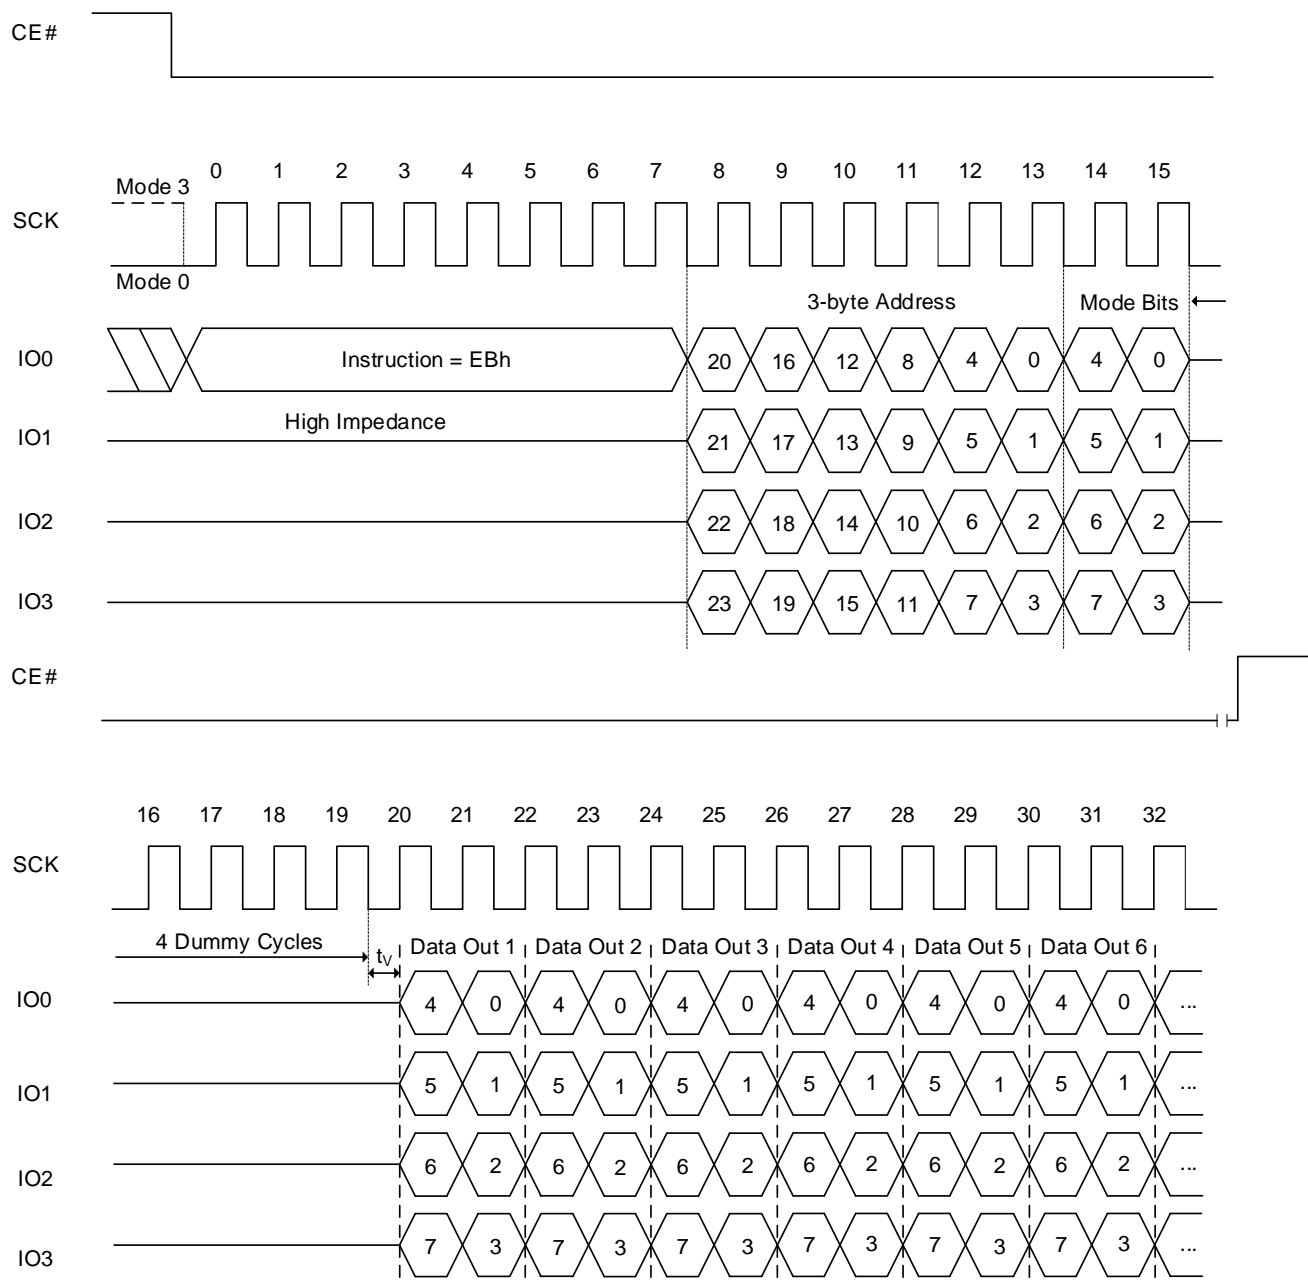 CE#
0 1 2 3 4 5 6 7 8 9 10 11 12 13 14 15
Mode 3
SCK
Mode 0
3-byte Address Mode Bits
IO0 Instruction = EBh 20 16 12 8 4 0 4 0
High Impedance
IO1 21 17 13 9 5 1 5 1
IO2 22 18 14 10 6 2 6 2
IO3 23 19 15 11 7 3 7 3
CE#
16 17 18 19 20 21 22 23 24 25 26 27 28 29 30 31 32
SCK
4 Dummy Cycles tV Data Out 1 Data Out 2 Data Out 3 Data Out 4 Data Out 5 Data Out 6
IO0 4 0 4 0 4 0 4 0 4 0 4 0 ...
IO1 5 1 5 1 5 1 5 1 5 1 5 1 ...
IO2 6 2 6 2 6 2 6 2 6 2 6 2 ...
IO3 7 3 7 3 7 3 7 3 7 3 7 3 ...